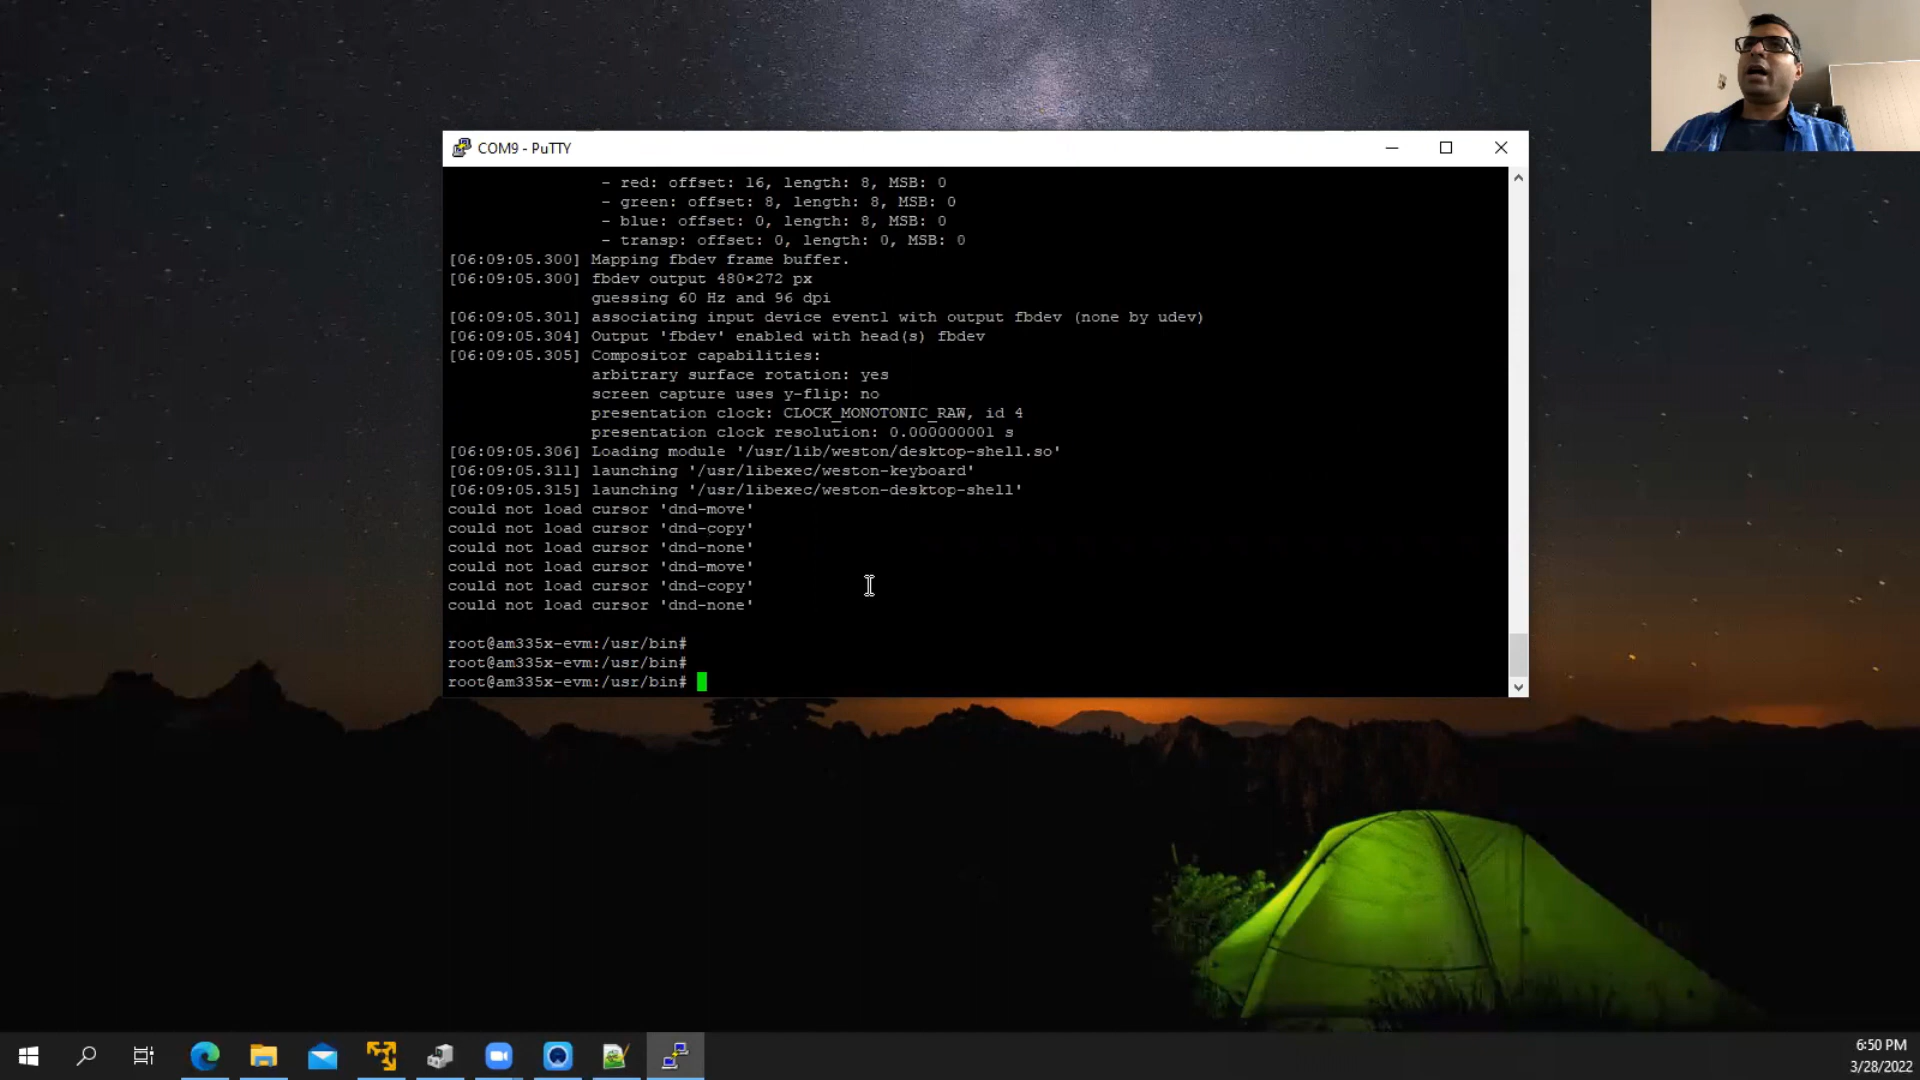 COM9 - PuTTY
- red: offset: 16, length: 8, MSB: 0
- green: offset: 8, length: 8, MSB: 0
- blue: offset: 0, length: 8, MSB: 0
- transp: offset: 0, length: 0, MSB: 0
[06:09:05.300] Mapping fbdev frame buffer.
[06:09:05.300] fbdev output 480×272 px
guessing 60 Hz and 96 dpi
[06:09:05.301] associating input device event1 with output fbdev (none by udev)
[06:09:05.304] Output 'fbdev' enabled with head(s) fbdev
[06:09:05.305] Compositor capabilities:
arbitrary surface rotation: yes
screen capture uses y-flip: no
presentation clock: CLOCK_MONOTONIC_RAW, id 4
presentation clock resolution: 0.000000001 s
[06:09:05.306] Loading module '/usr/lib/weston/desktop-shell.so'
[06:09:05.311] launching '/usr/libexec/weston-keyboard'
[06:09:05.315] launching '/usr/libexec/weston-desktop-shell'
could not load cursor 'dnd-move'
could not load cursor 'dnd-copy'
could not load cursor 'dnd-none'
could not load cursor 'dnd-move'
could not load cursor 'dnd-copy'
could not load cursor 'dnd-none'
root@am335x-evm:/usr/bin#
root@am335x-evm:/usr/bin#
root@am335x-evm:/usr/bin#
6:50 PM
3/28/2022